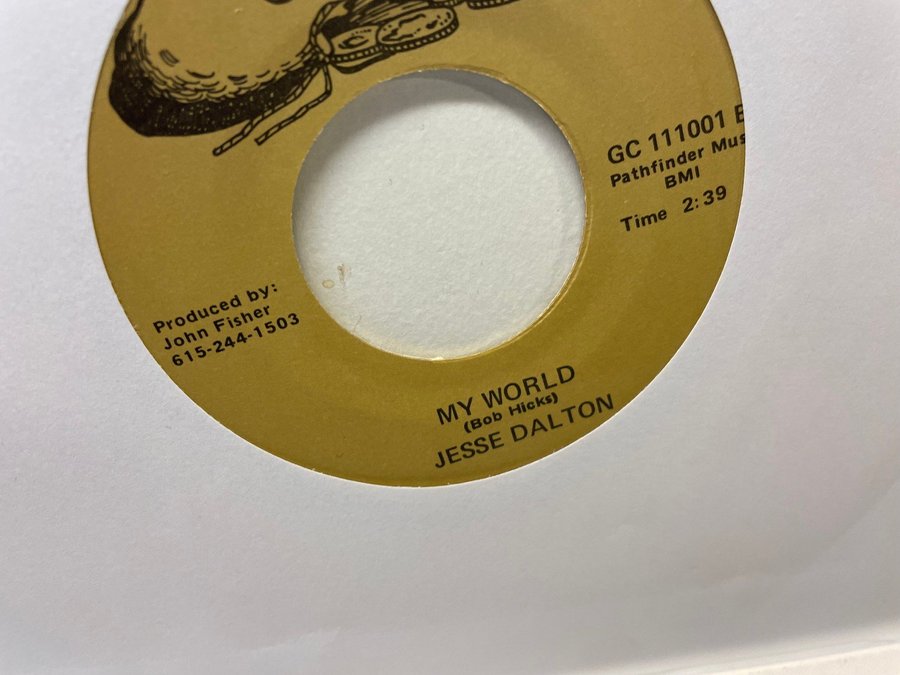 GC 111001
Pathfinder
BMI
Time 2:39
Produced by:
John Fisher
615-244-1503
MY WORLD
(Bob Hicks)
JESSE DALTON